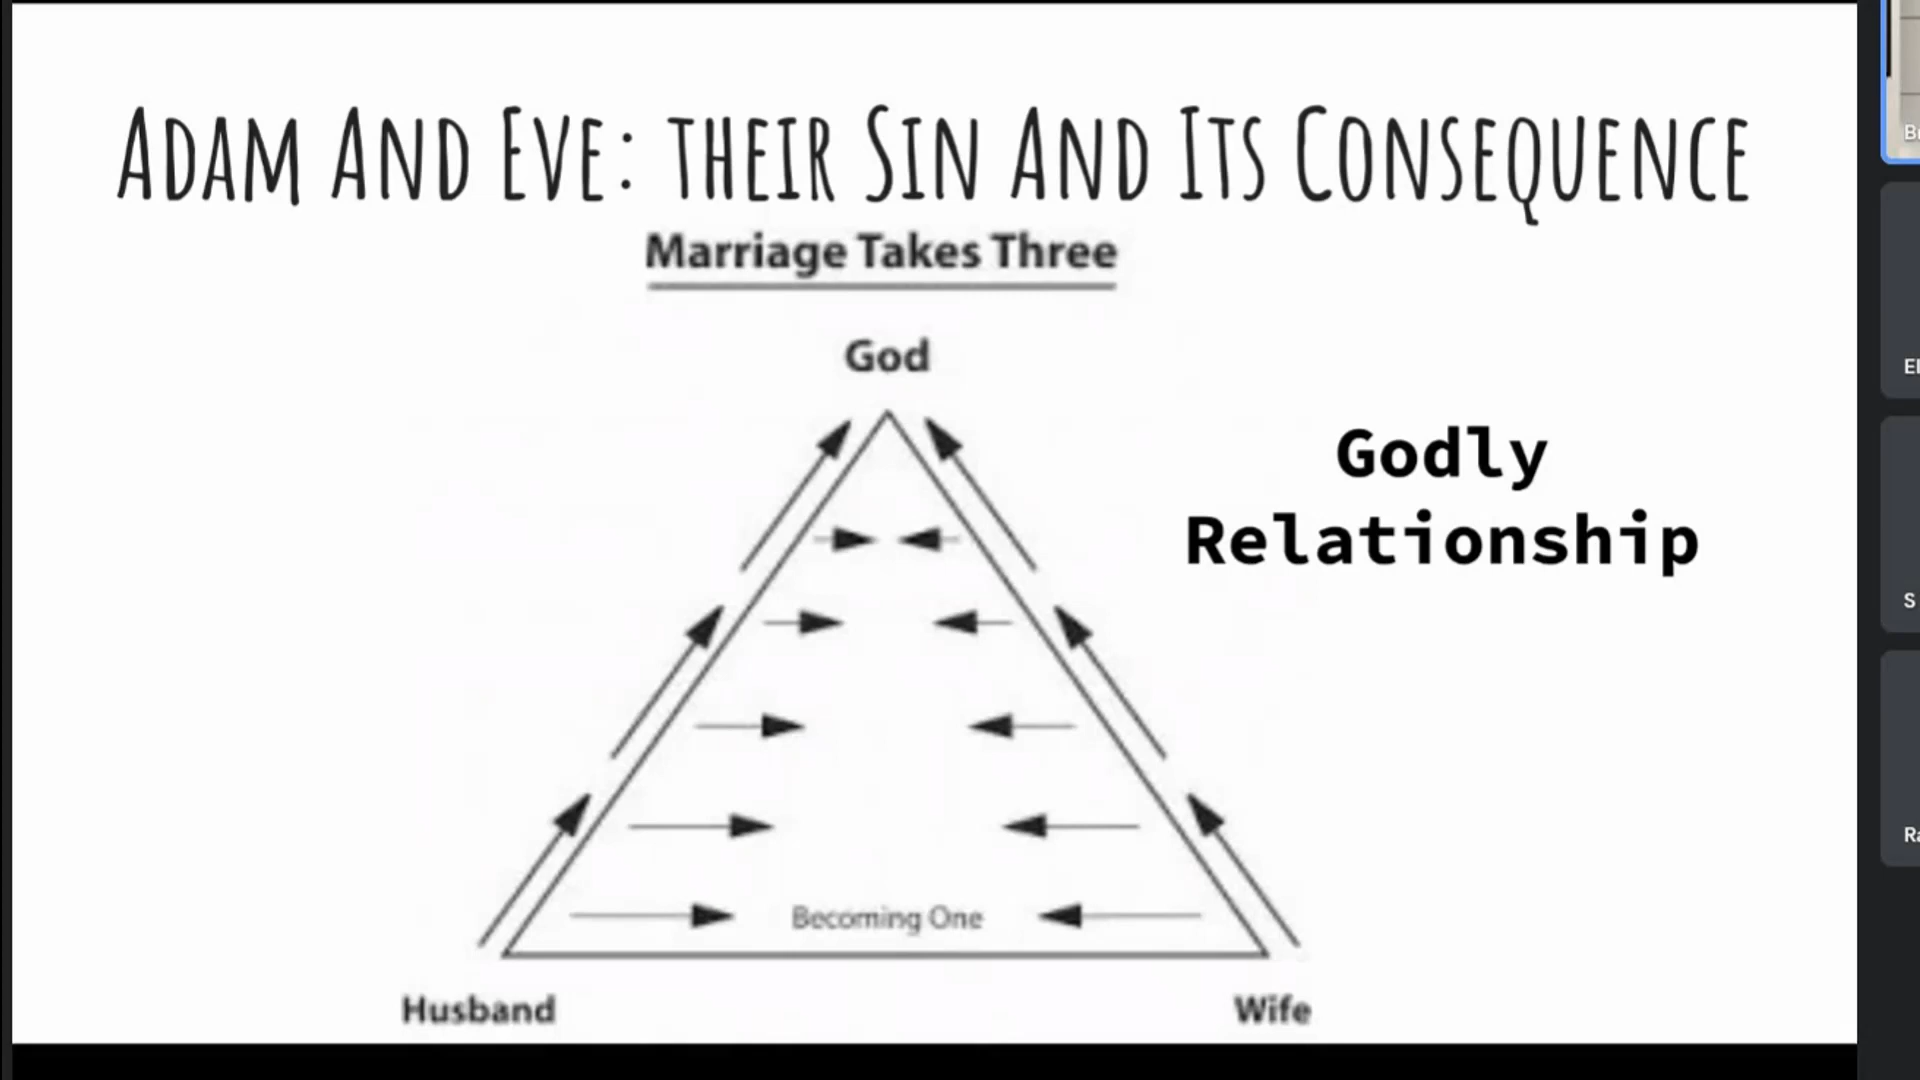 Adam And Eve: their Sin And Its Consequence
Marriage Takes Three
God
Godly
Relationship
Becoming One
Husband
Wife
S